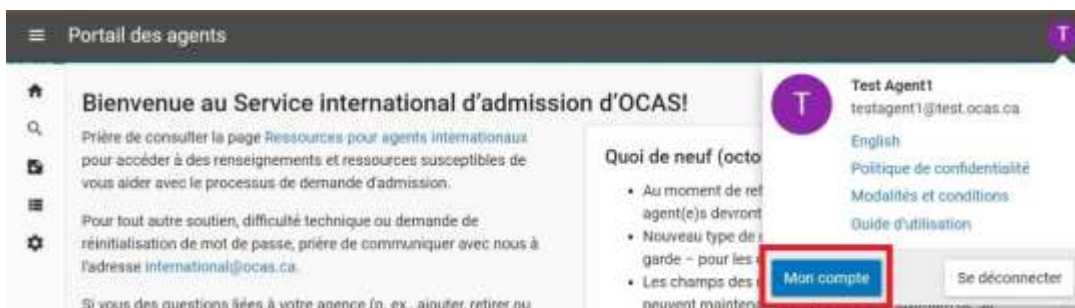 Portail des agents
T
Bienvenue au Service international d'admission d'OCAS!
Prière de consulter la page Ressources pour agents internationaux
pour accéder à des renseignements et ressources susceptibles de
vous aider avec le processus de demande d'admission.
Pour tout autre soutien, difficulté technique ou demande de
réinitialisation de mot de passe, prière de communiquer avec nous à
l'adresse international@ocas.ca.
Si vous des questions liées à votre agence (p. ex., ajouter, retirer ou
Quoi de neuf (octo
Au moment de ref
agent(e)s devront
Nouveau type de
garde – pour les
Les champs des
peuvent mainten
T
Test Agent1
testagent1@test.ocas.ca
English
Politique de confidentialité
Modalités et conditions
Guide d'utilisation
Mon compte
Se déconnecter